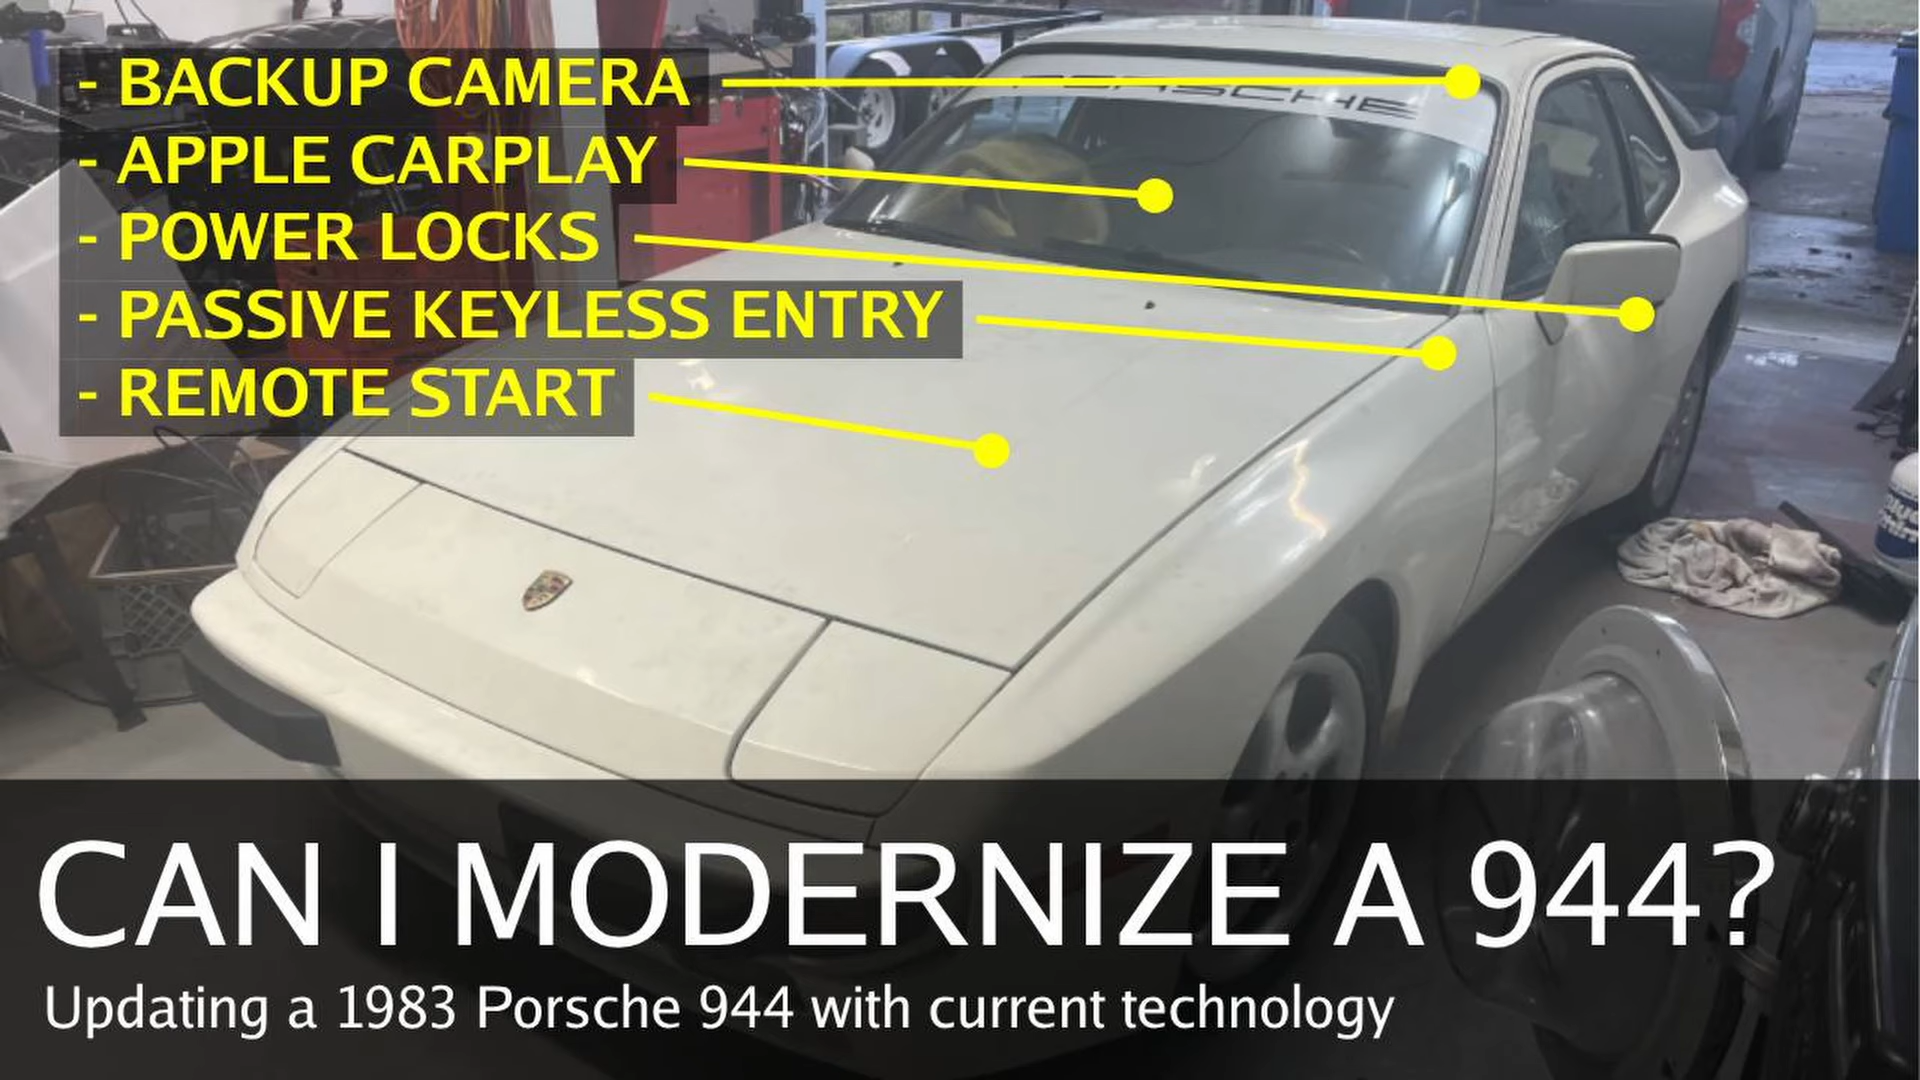 - BACKUP CAMERA
PORSCHE
- APPLE CARPLAY
- POWER LOCKS
- PASSIVE KEYLESS ENTRY
- REMOTE START
CAN I MODERNIZE A 944?
Updating a 1983 Porsche 944 with current technology